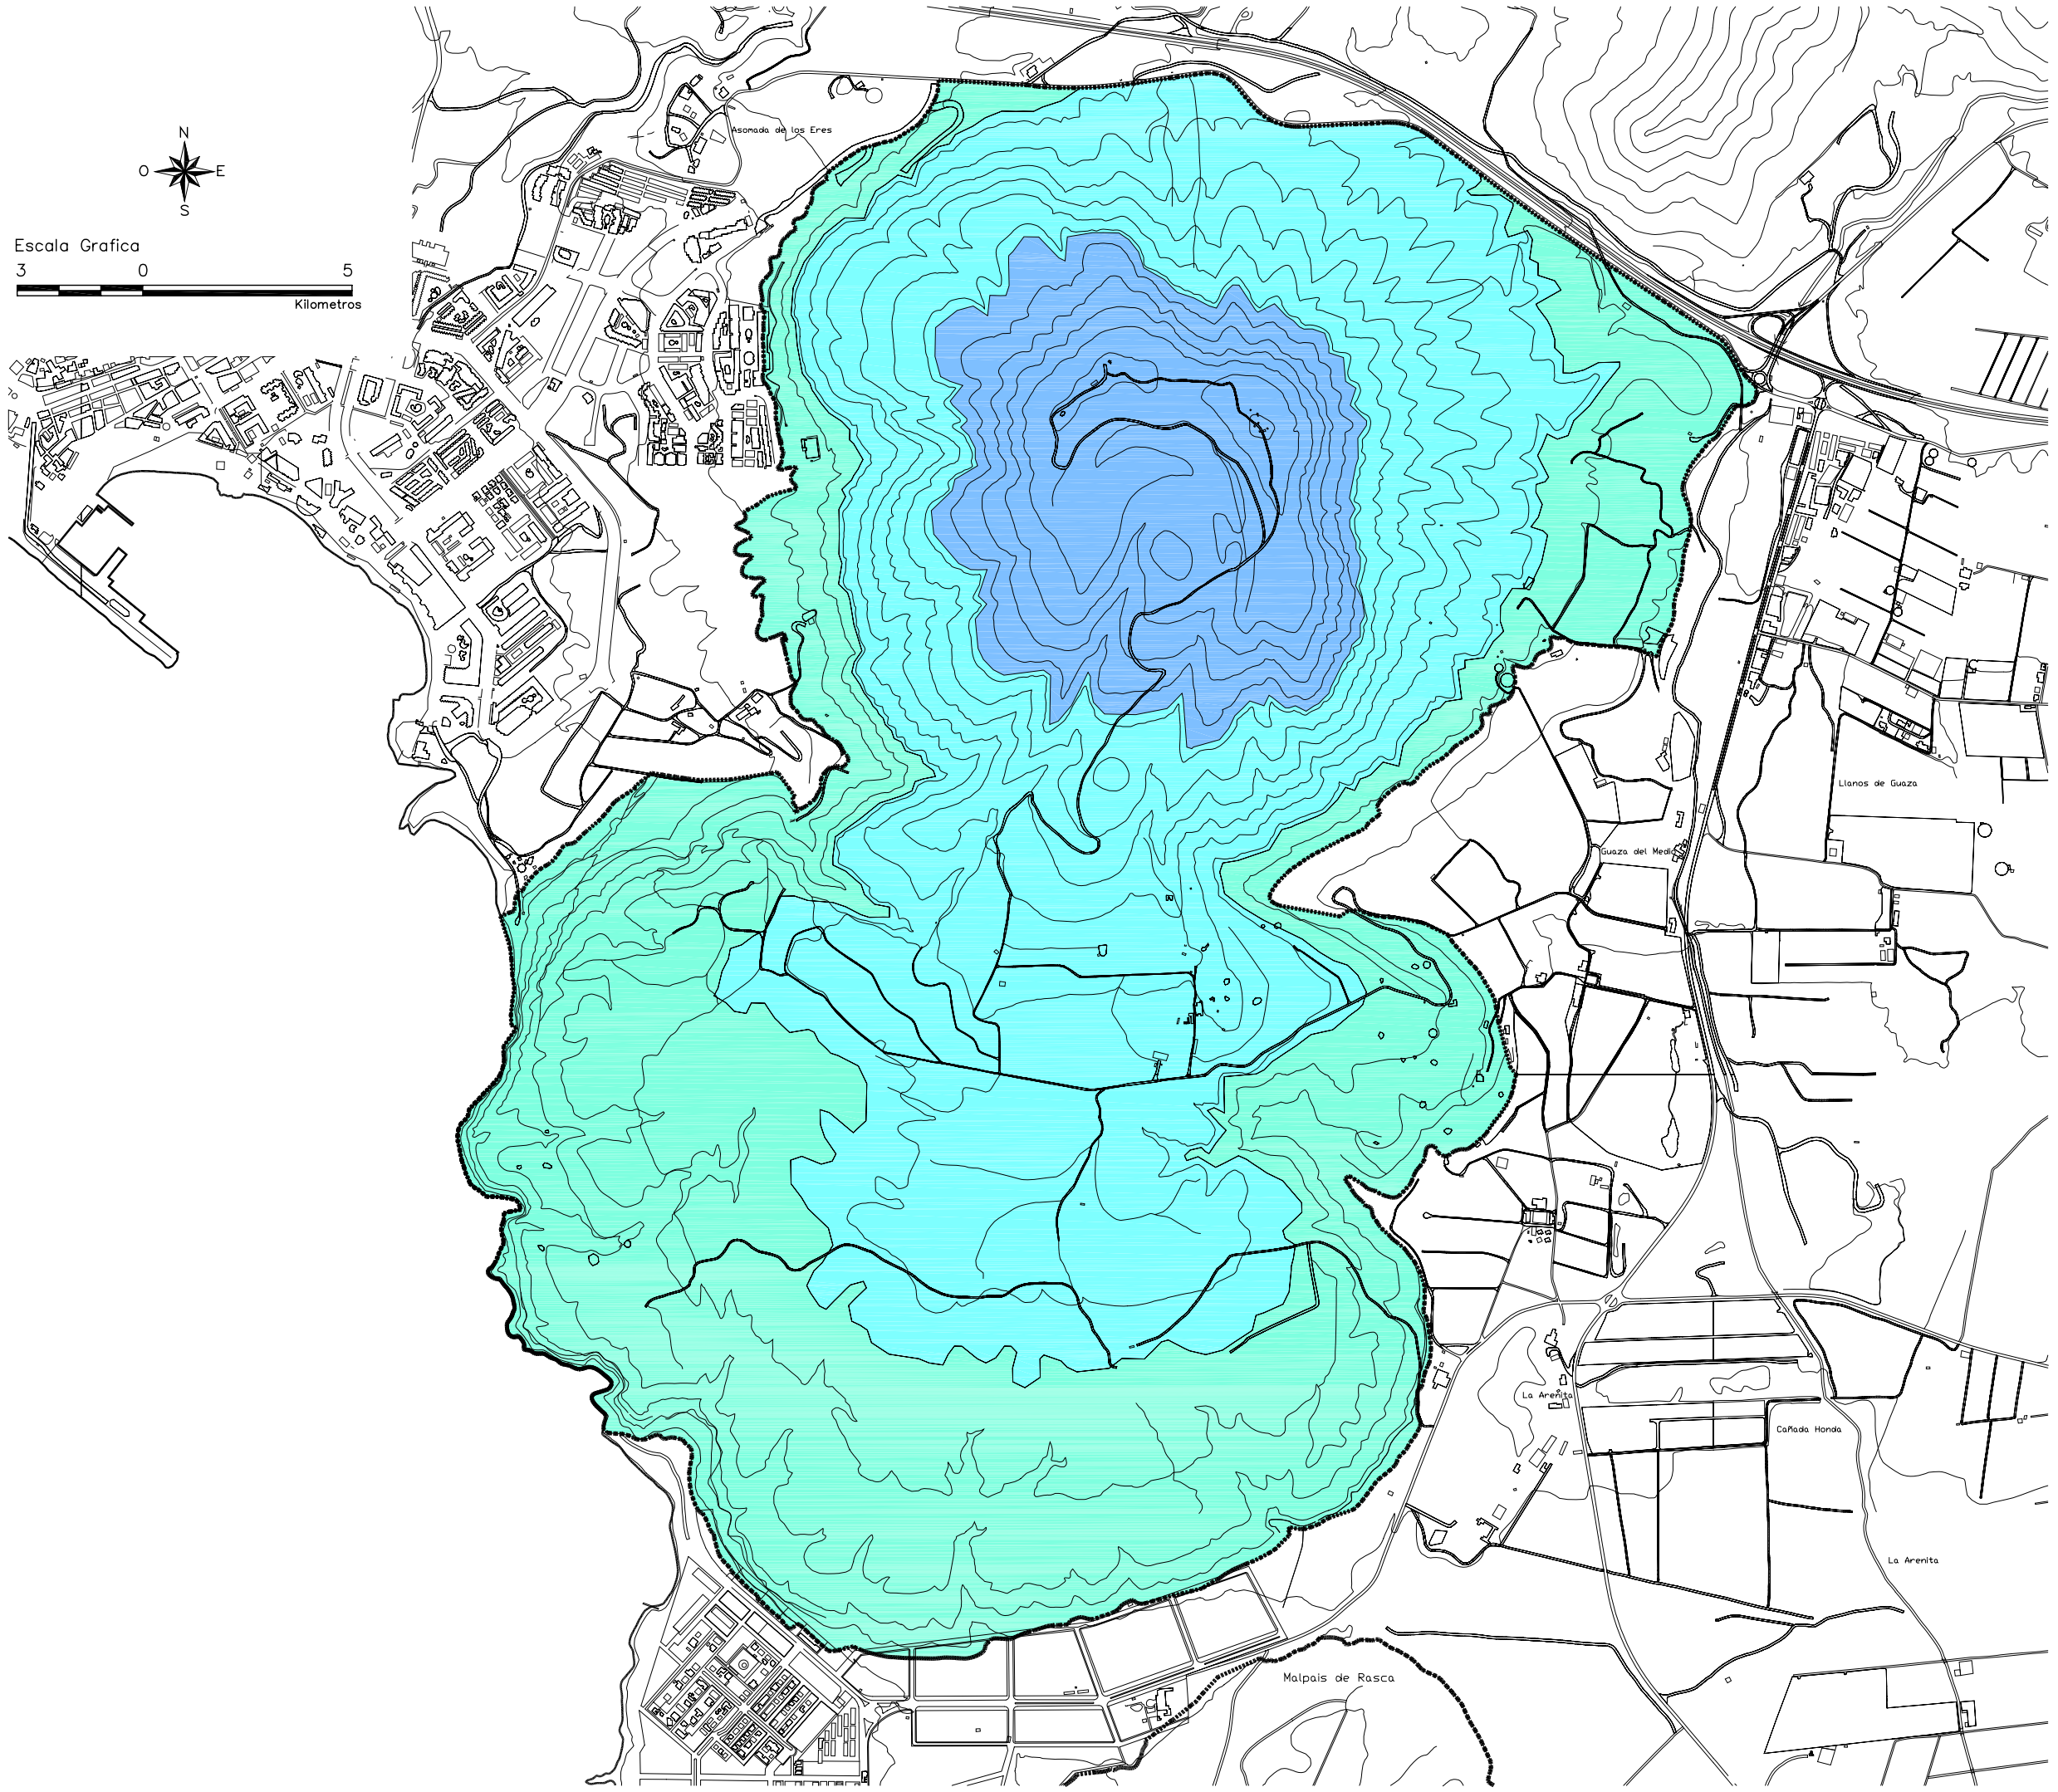 Asomada de los Eres
N
O E
S
Escala Grafica
3 0 5
Kilometros
Llanos de Guaza
Guaza del Medio
La Arenita
Cañada Honda
La Arenita
Malpais de Rasca